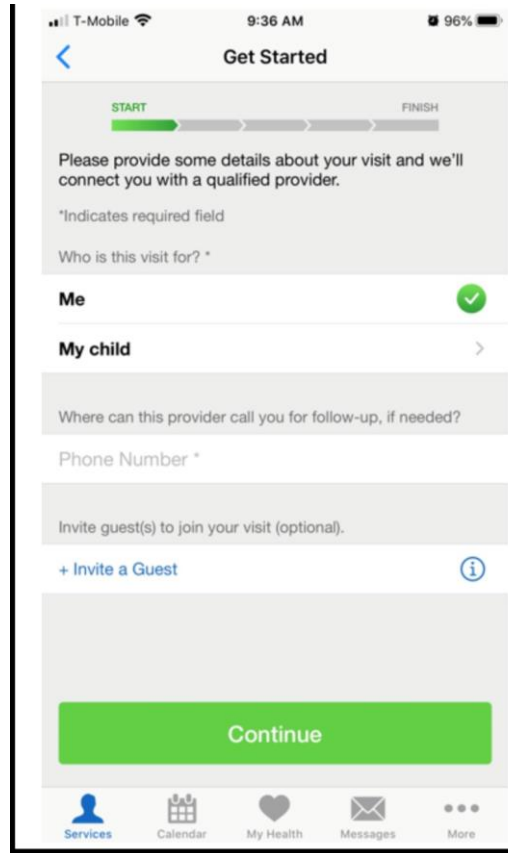 T-Mobile 9:36 AM 96%
Get Started
START FINISH
Please provide some details about your visit and we'll
connect you with a qualified provider.
*Indicates required field
Who is this visit for? *
Me
My child
Where can this provider call you for follow-up, if needed?
Phone Number *
Invite guest(s) to join your visit (optional).
+ Invite a Guest
Continue
Services Calendar My Health Messages More